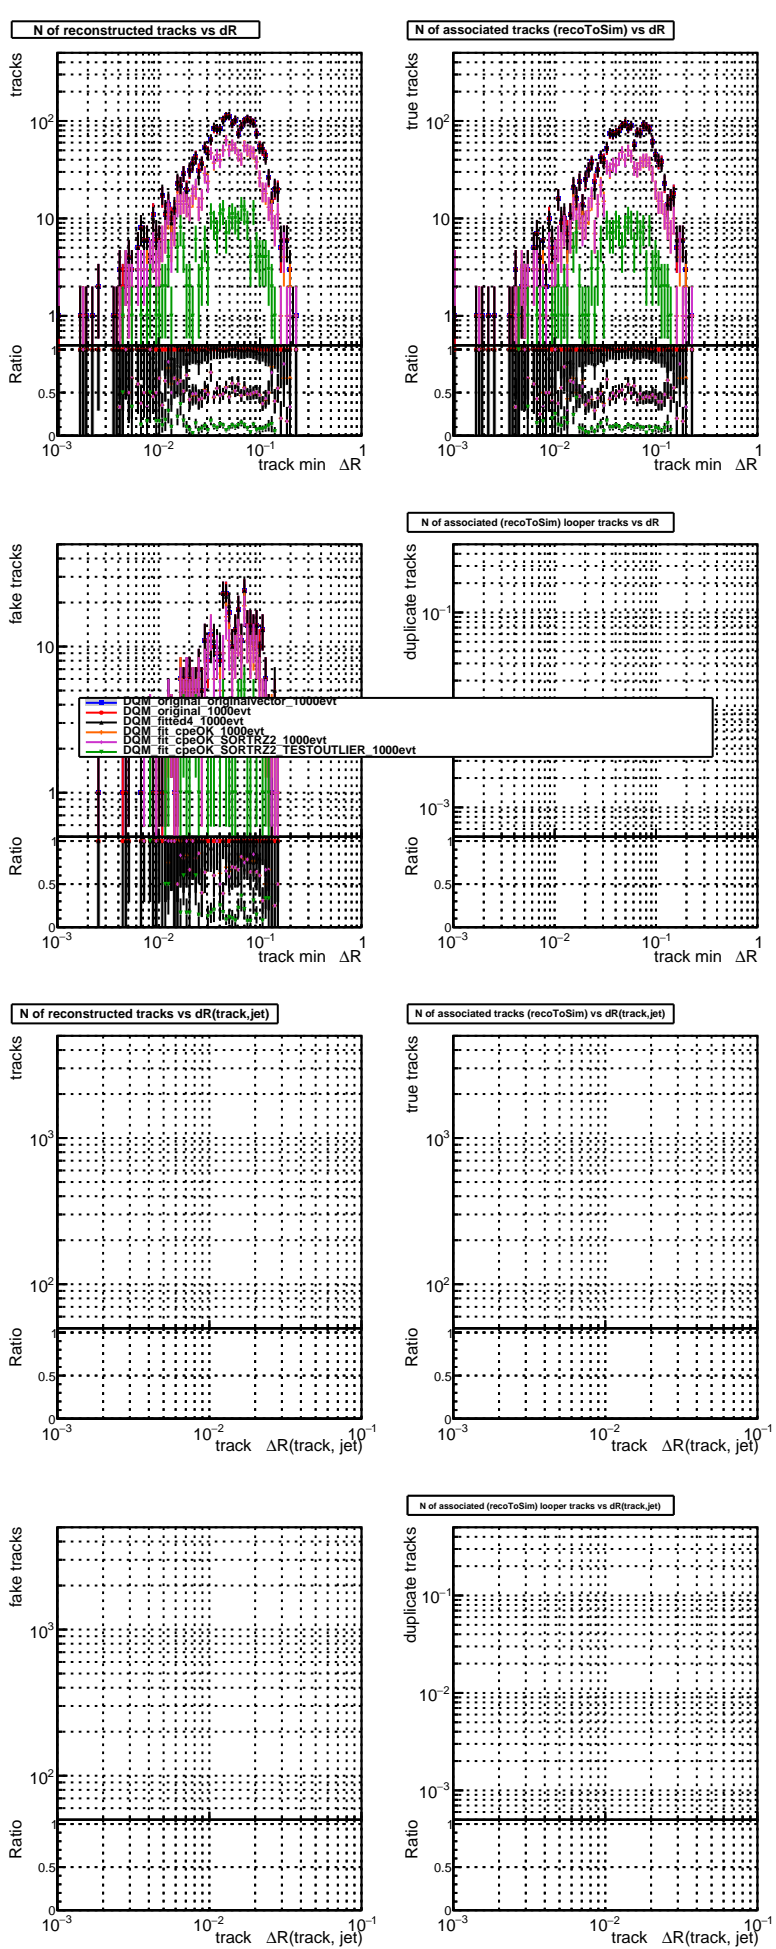 N of reconstructed tracks vs dR
N of associated tracks (recoToSim) vs dR
tracks
10²
10
1
Ratio
1
0.5
0
10⁻³ 10⁻² 10⁻¹ 1
track min ΔR
true tracks
10²
10
1
Ratio
1
0.5
0
10⁻³ 10⁻² 10⁻¹ 1
track min ΔR
N of associated (recoToSim) looper tracks vs dR
fake tracks
10
1
DQM_original_originalvector_1000evt
DQM_original_1000evt
DQM_fitted4_1000evt
DQM_fit_cpeOK_1000evt
DQM_fit_cpeOK_SORTRZ2_1000evt
DQM_fit_cpeOK_SORTRZ2_TESTOUTLIER_1000evt
Ratio
1
0.5
0
10⁻³ 10⁻² 10⁻¹ 1
track min ΔR
duplicate tracks
10⁻¹
10⁻³
Ratio
1
0.5
0
10⁻³ 10⁻² 10⁻¹ 1
track min ΔR
N of reconstructed tracks vs dR(track,jet)
N of associated tracks (recoToSim) vs dR(track,jet)
tracks
10³
10²
Ratio
1
0.5
0
10⁻³ 10⁻² 10⁻¹
track ΔR(track, jet)
true tracks
10³
10²
Ratio
1
0.5
0
10⁻³ 10⁻² 10⁻¹
track ΔR(track, jet)
N of associated (recoToSim) looper tracks vs dR(track,jet)
fake tracks
10³
10²
Ratio
1
0.5
0
10⁻³ 10⁻² 10⁻¹
track ΔR(track, jet)
duplicate tracks
10⁻¹
10⁻²
10⁻³
Ratio
1
0.5
0
10⁻³ 10⁻² 10⁻¹
track ΔR(track, jet)